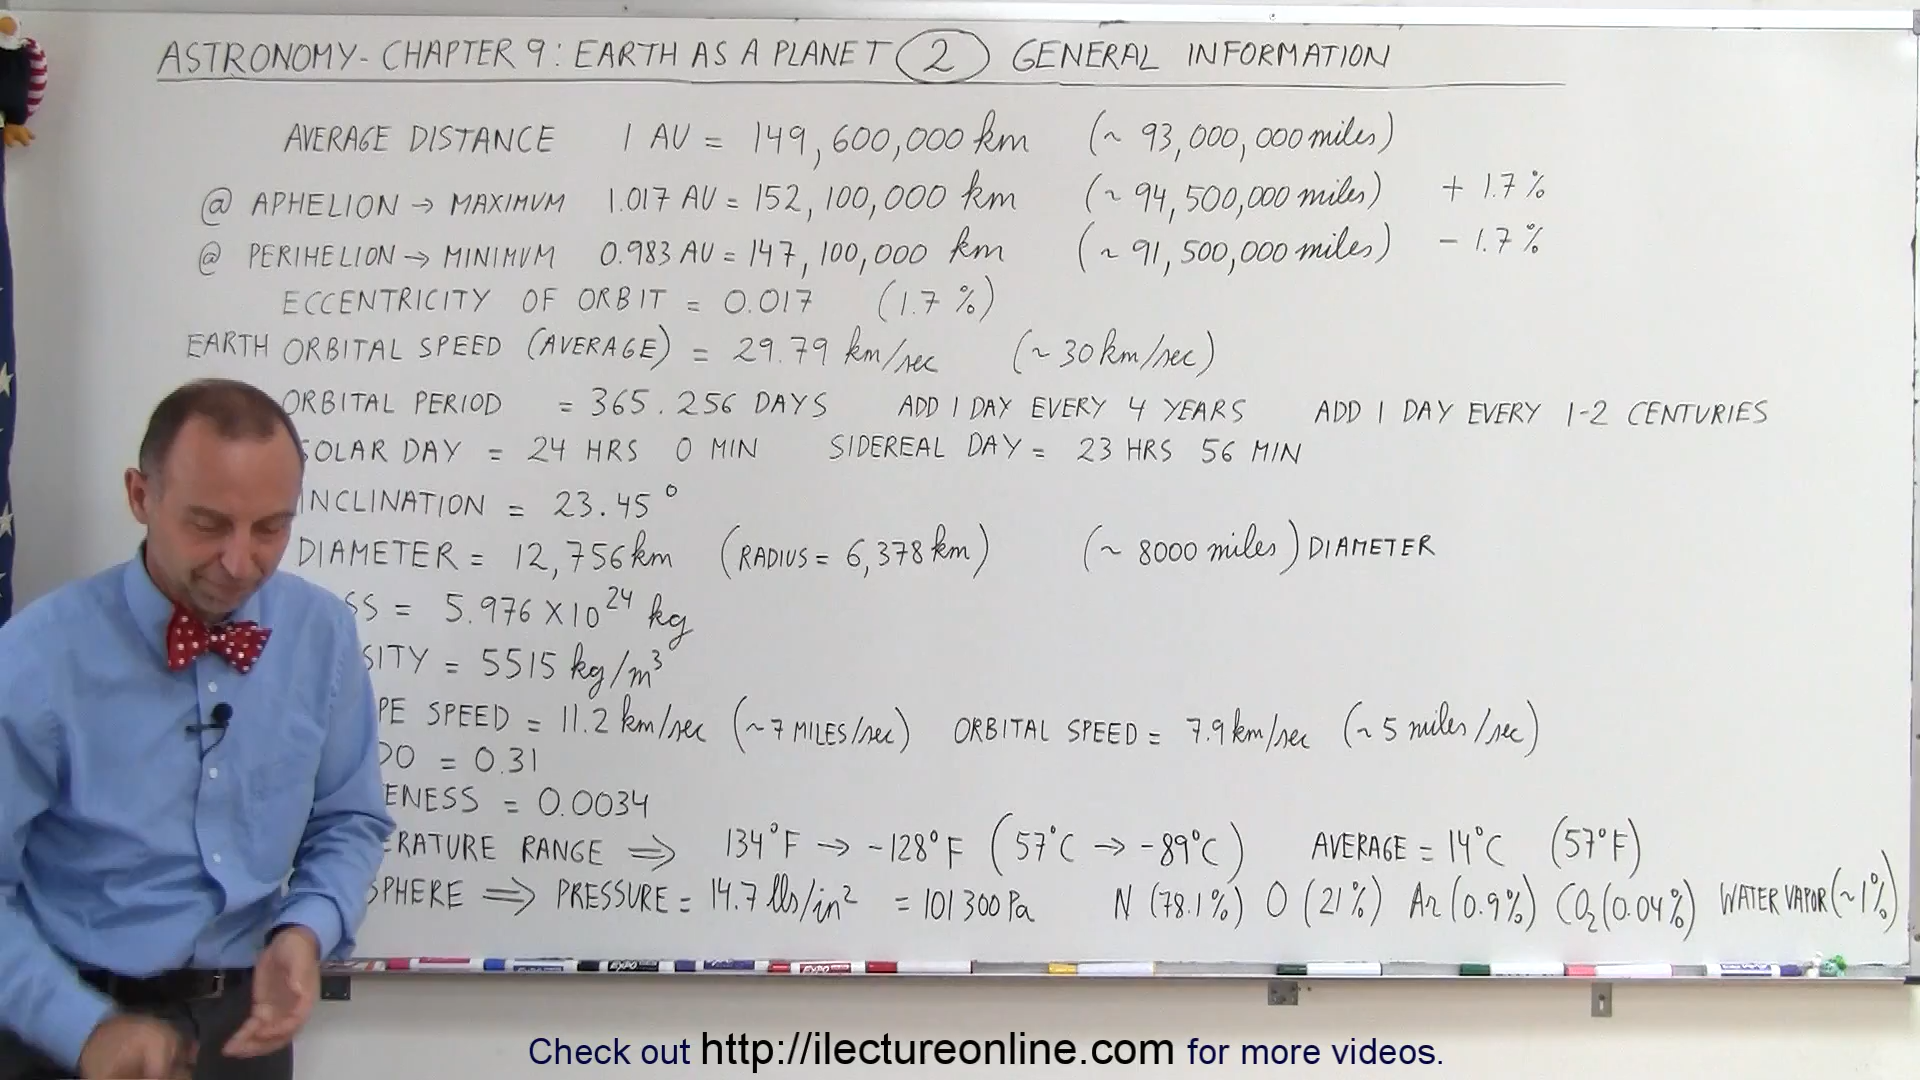 ASTRONOMY - CHAPTER 9: EARTH AS A PLANET 2 GENERAL INFORMATION
AVERAGE DISTANCE 1 AU = 149,600,000 km (~ 93,000,000 miles)
@ APHELION → MAXIMUM 1.017 AU = 152,100,000 km (~ 94,500,000 miles) + 1.7%
@ PERIHELION → MINIMUM 0.983 AU = 147,100,000 km (~ 91,500,000 miles) - 1.7%
ECCENTRICITY OF ORBIT = 0.017 (1.7%)
EARTH ORBITAL SPEED (AVERAGE) = 29.79 km/sec (~ 30 km/sec)
ORBITAL PERIOD = 365.256 DAYS ADD 1 DAY EVERY 4 YEARS ADD 1 DAY EVERY 1-2 CENTURIES
SOLAR DAY = 24 HRS 0 MIN SIDEREAL DAY = 23 HRS 56 MIN
INCLINATION = 23.45°
DIAMETER = 12,756 km (RADIUS = 6,378 km) (~ 8000 miles) DIAMETER
SS = 5.976 X 10^24 kg
SITY = 5515 kg/m³
PE SPEED = 11.2 km/sec (~7 MILES/sec) ORBITAL SPEED = 7.9 km/sec (~ 5 miles/sec)
DO = 0.31
ENESS = 0.0034
ERATURE RANGE ⇒ 134°F → -128°F (57°C → -89°C) AVERAGE = 14°C (57°F)
SPHERE ⇒ PRESSURE = 14.7 lbs/in² = 101300 Pa N (78.1%) O (21%) Ar (0.9%) CO₂ (0.04%) WATER VAPOR (~1%)
Check out http://ilectureonline.com for more videos.